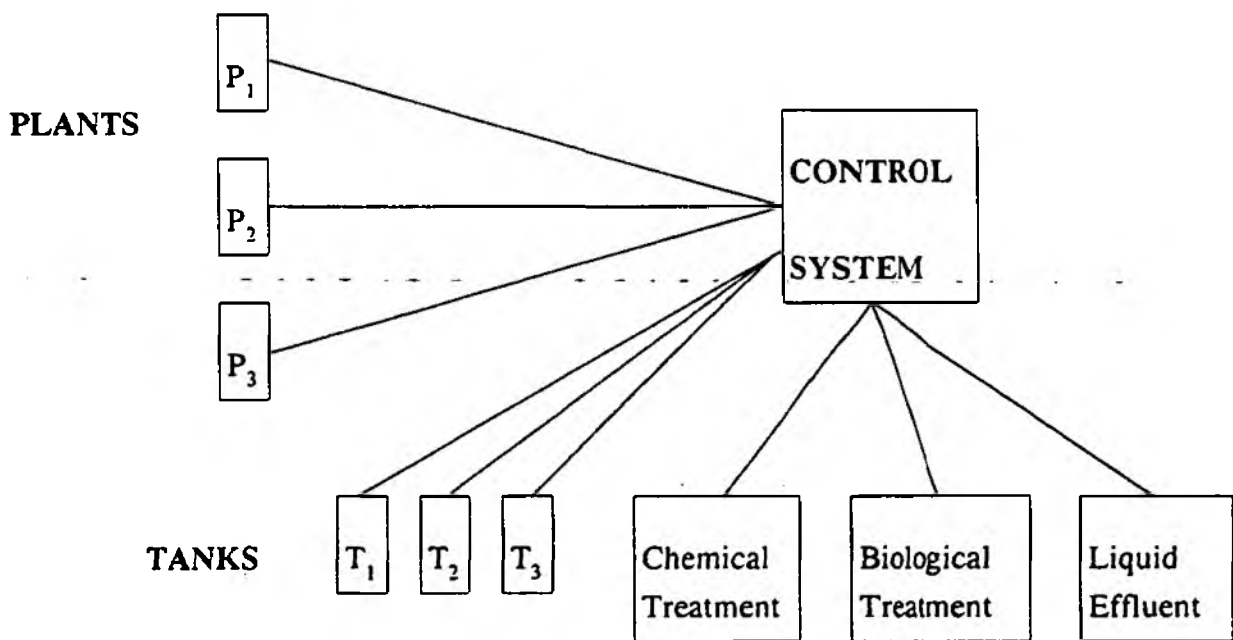 PLANTS
P₁
P₂
P₃
CONTROL
SYSTEM
TANKS
T₁
T₂
T₃
Chemical
Treatment
Biological
Treatment
Liquid
Effluent